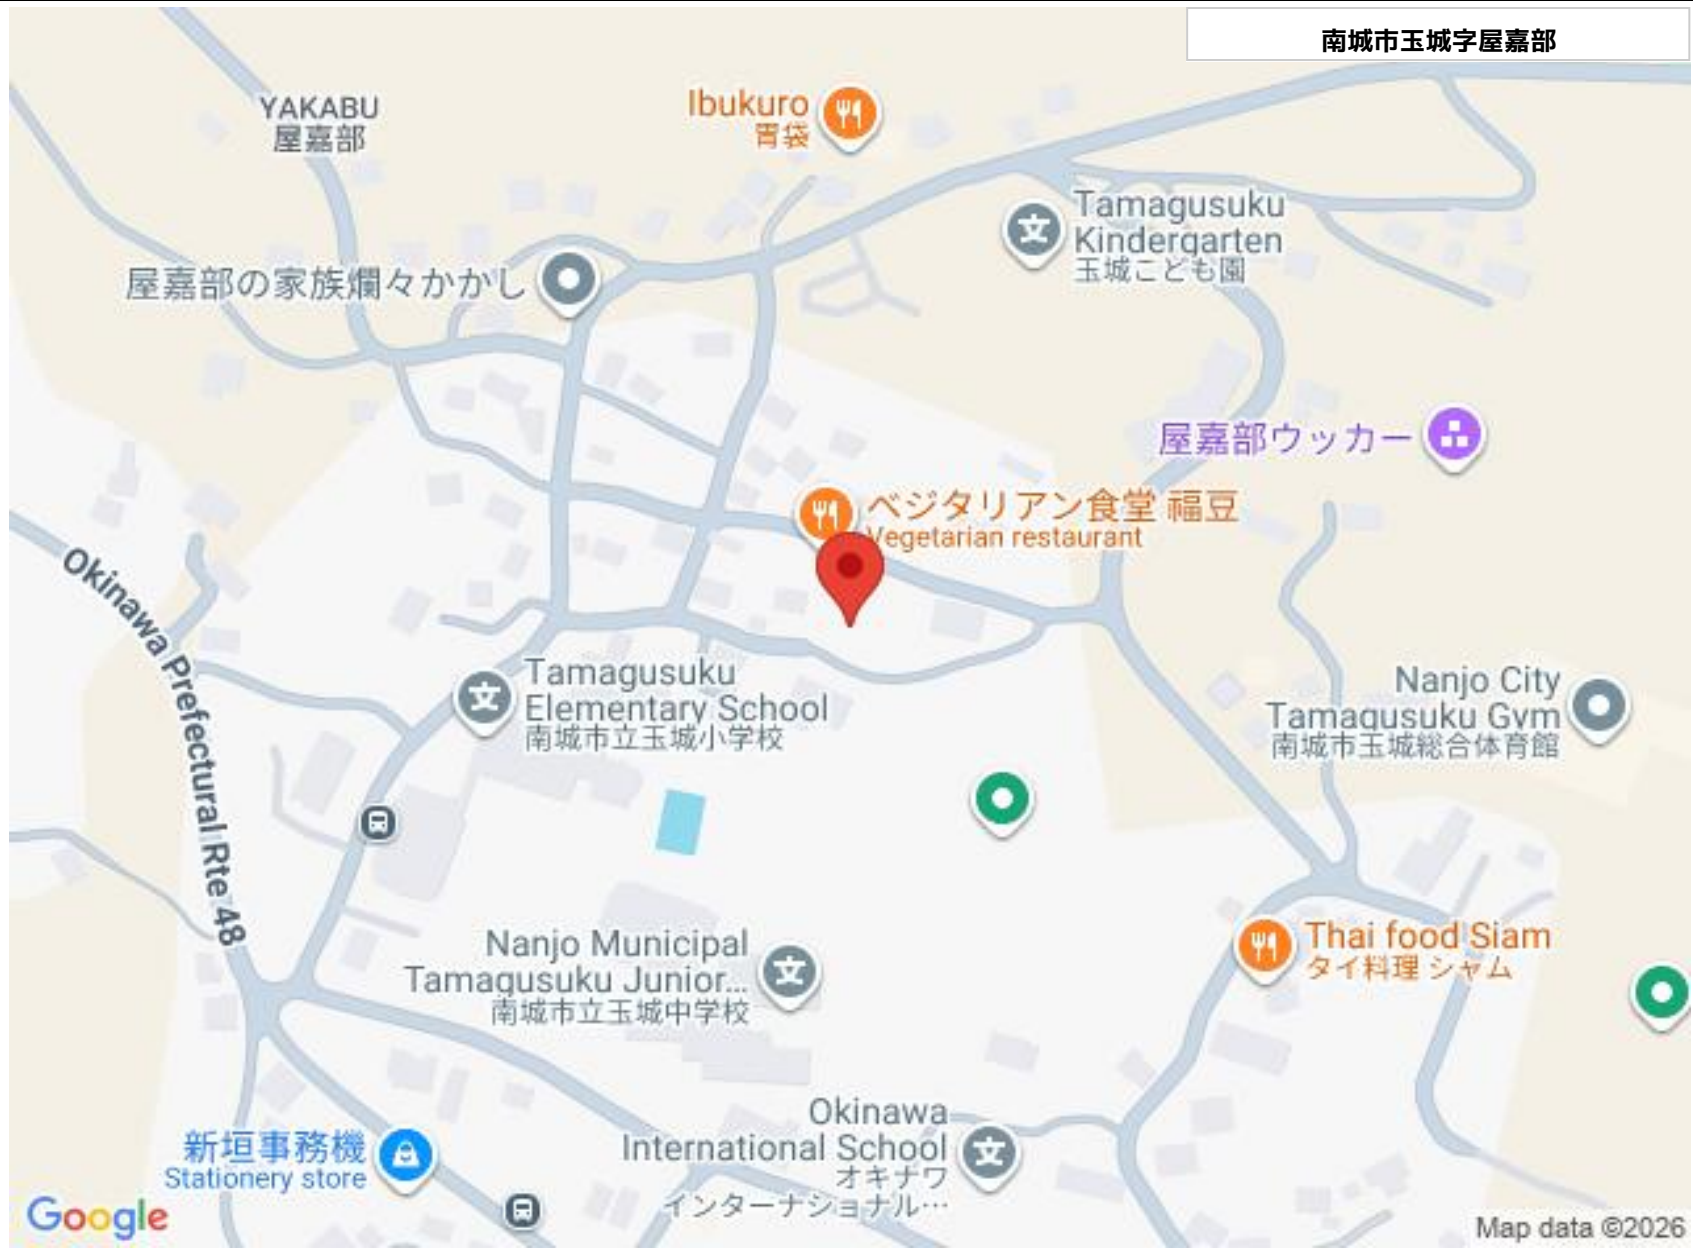 南城市玉城字屋嘉部
YAKABU
屋嘉部
Ibukuro
胃袋
Tamagusuku
Kindergarten
玉城こども園
屋嘉部の家族爛々かかし
屋嘉部ウッカー
ベジタリアン食堂 福豆
Vegetarian restaurant
Okinawa Prefectural Rte 48
Tamagusuku
Elementary School
南城市立玉城小学校
Nanjo City
Tamagusuku Gym
南城市玉城総合体育館
Nanjo Municipal
Tamagusuku Junior...
南城市立玉城中学校
Thai food Siam
タイ料理 シャム
Okinawa
International School
オキナワ
インターナショナル…
新垣事務機
Stationery store
Google
Map data ©2026